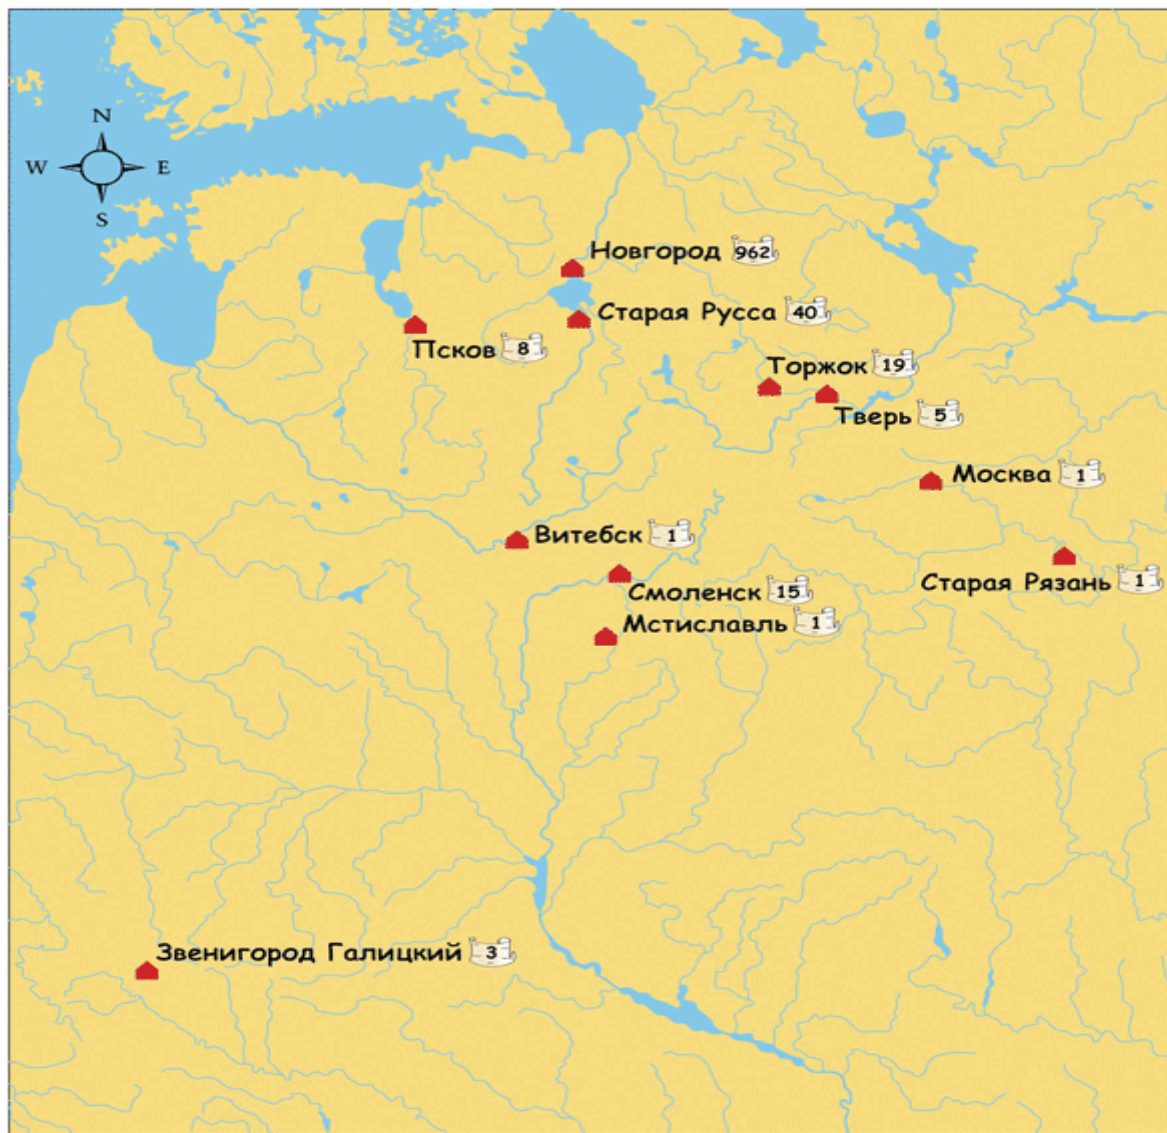 N
W E
S
Новгород 962
Старая Русса 40
Псков 8
Торжок 19
Тверь 5
Москва 1
Витебск 1
Старая Рязань 1
Смоленск 15
Мстиславль 1
Звенигород Галицкий 3